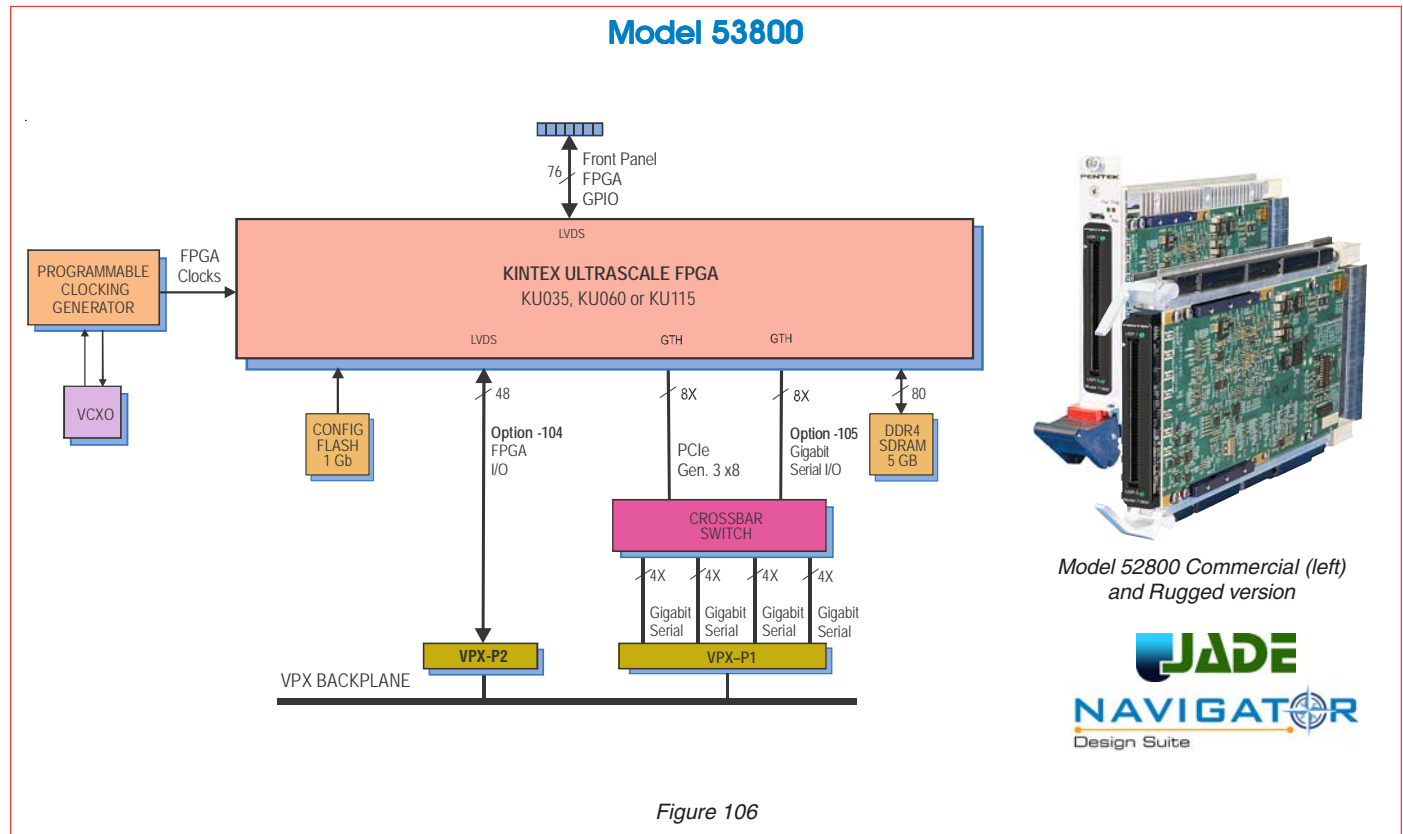 Model 53800
76
Front Panel
FPGA
GPIO
LVDS
FPGA
Clocks
PROGRAMMABLE
CLOCKING
GENERATOR
VCXO
KINTEX ULTRASCALE FPGA
KU035, KU060 or KU115
LVDS
GTH
GTH
CONFIG
FLASH
1 Gb
48
Option -104
FPGA
I/O
8X
PCIe
Gen. 3 x8
8X
Option -105
Gigabit
Serial I/O
80
DDR4
SDRAM
5 GB
CROSSBAR
SWITCH
4X
4X
4X
4X
Gigabit
Serial
Gigabit
Serial
Gigabit
Serial
Gigabit
Serial
VPX-P2
VPX–P1
VPX BACKPLANE
PENTEK
Model 52800 Commercial (left)
and Rugged version
JADE
NAVIGATOR
Design Suite
Figure 106